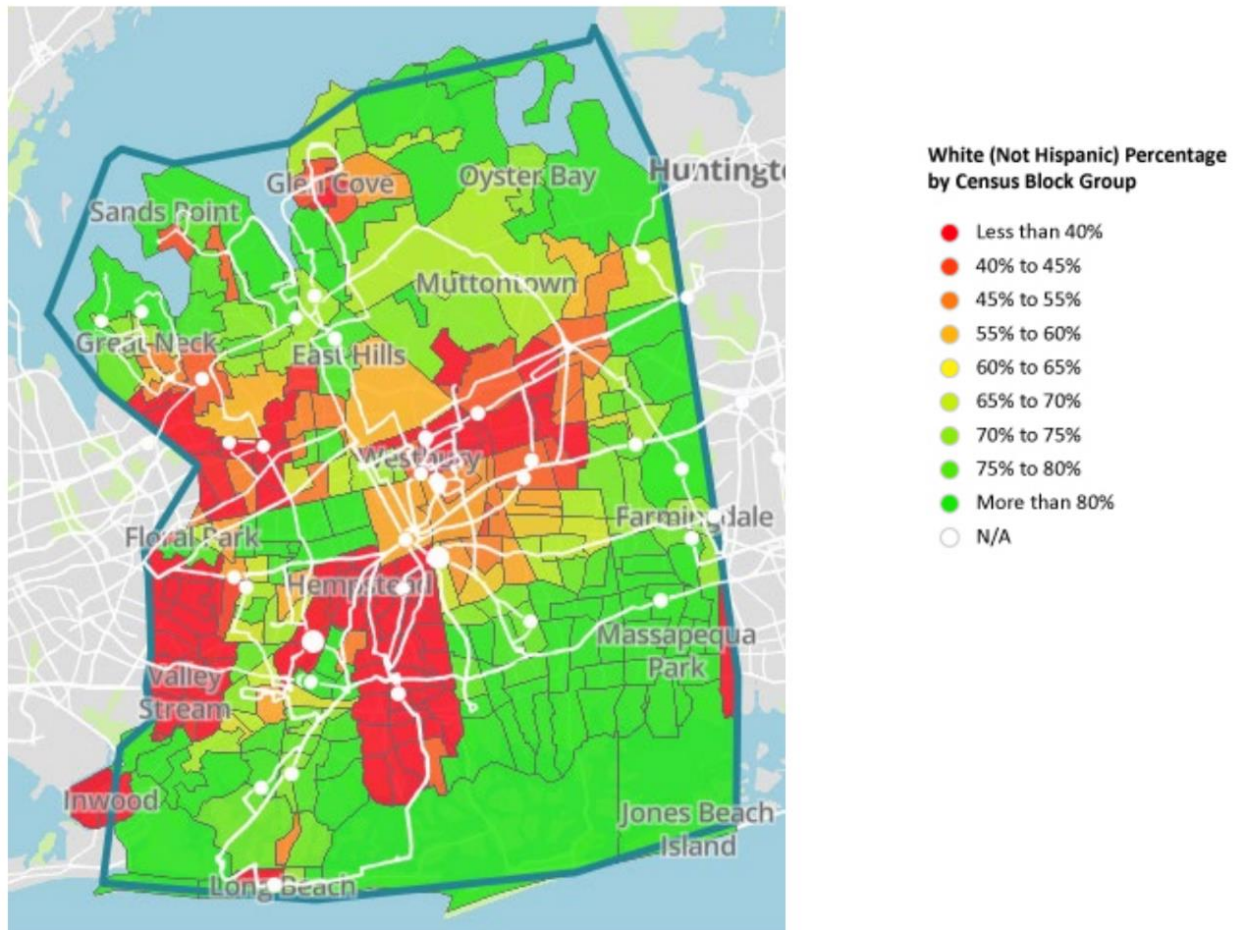 Glen Cove
Oyster Bay
Huntingt
Sands Point
Muttontown
Great Neck
East Hills
Westbury
Floral Park
Farmingdale
Hempstead
Massapequa
Park
Valley
Stream
Inwood
Jones Beach
Island
Long Beach
White (Not Hispanic) Percentage
by Census Block Group
Less than 40%
40% to 45%
45% to 55%
55% to 60%
60% to 65%
65% to 70%
70% to 75%
75% to 80%
More than 80%
N/A